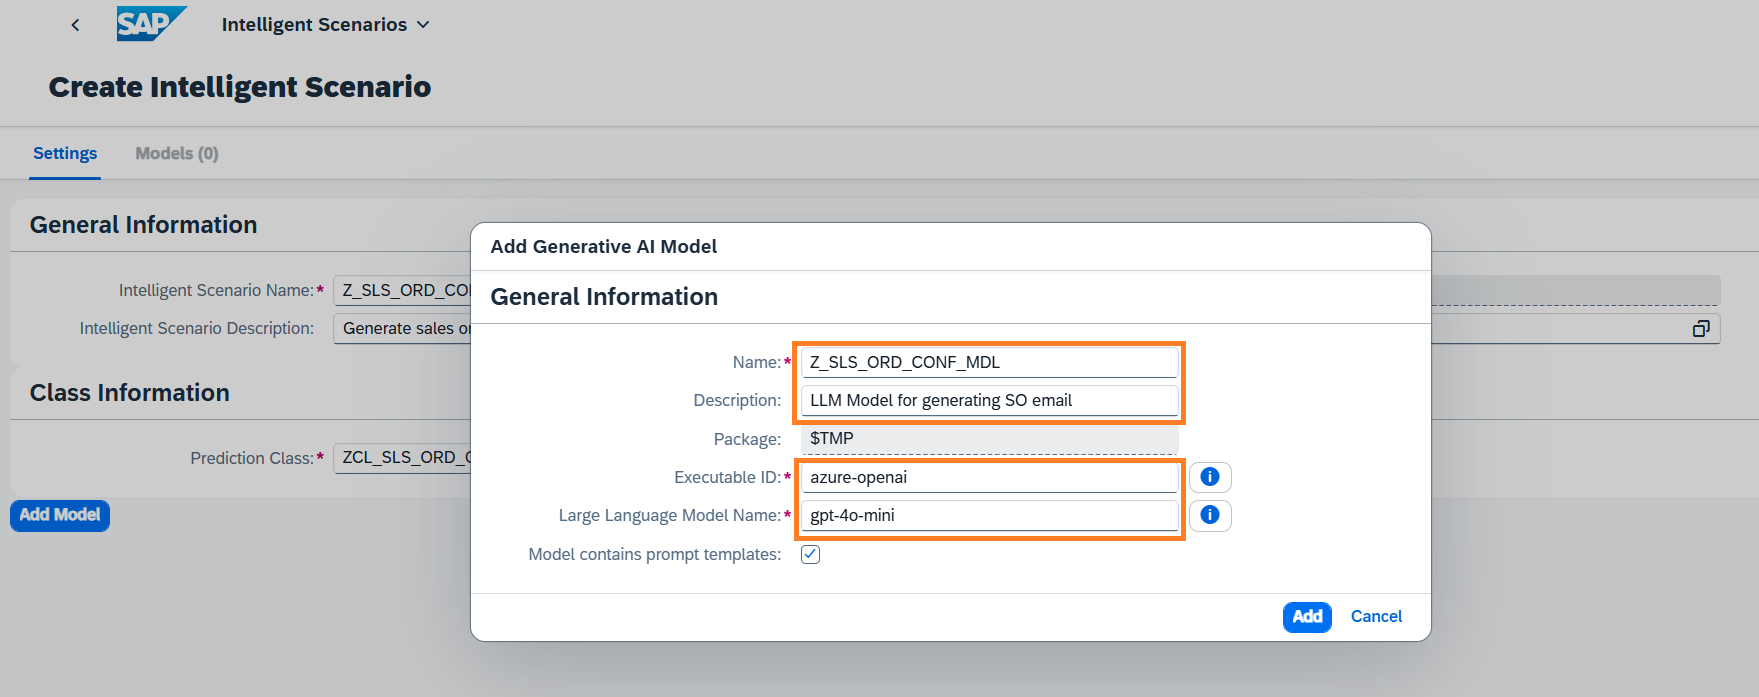 SAP Intelligent Scenarios
Create Intelligent Scenario
Settings Models (0)
General Information
Intelligent Scenario Name:* Z_SLS_ORD_CO
Intelligent Scenario Description: Generate sales o
Class Information
Prediction Class:* ZCL_SLS_ORD_
Add Model
Add Generative AI Model
General Information
Name:* Z_SLS_ORD_CONF_MDL
Description: LLM Model for generating SO email
Package: $TMP
Executable ID:* azure-openai
Large Language Model Name:* gpt-4o-mini
Model contains prompt templates:
Add Cancel